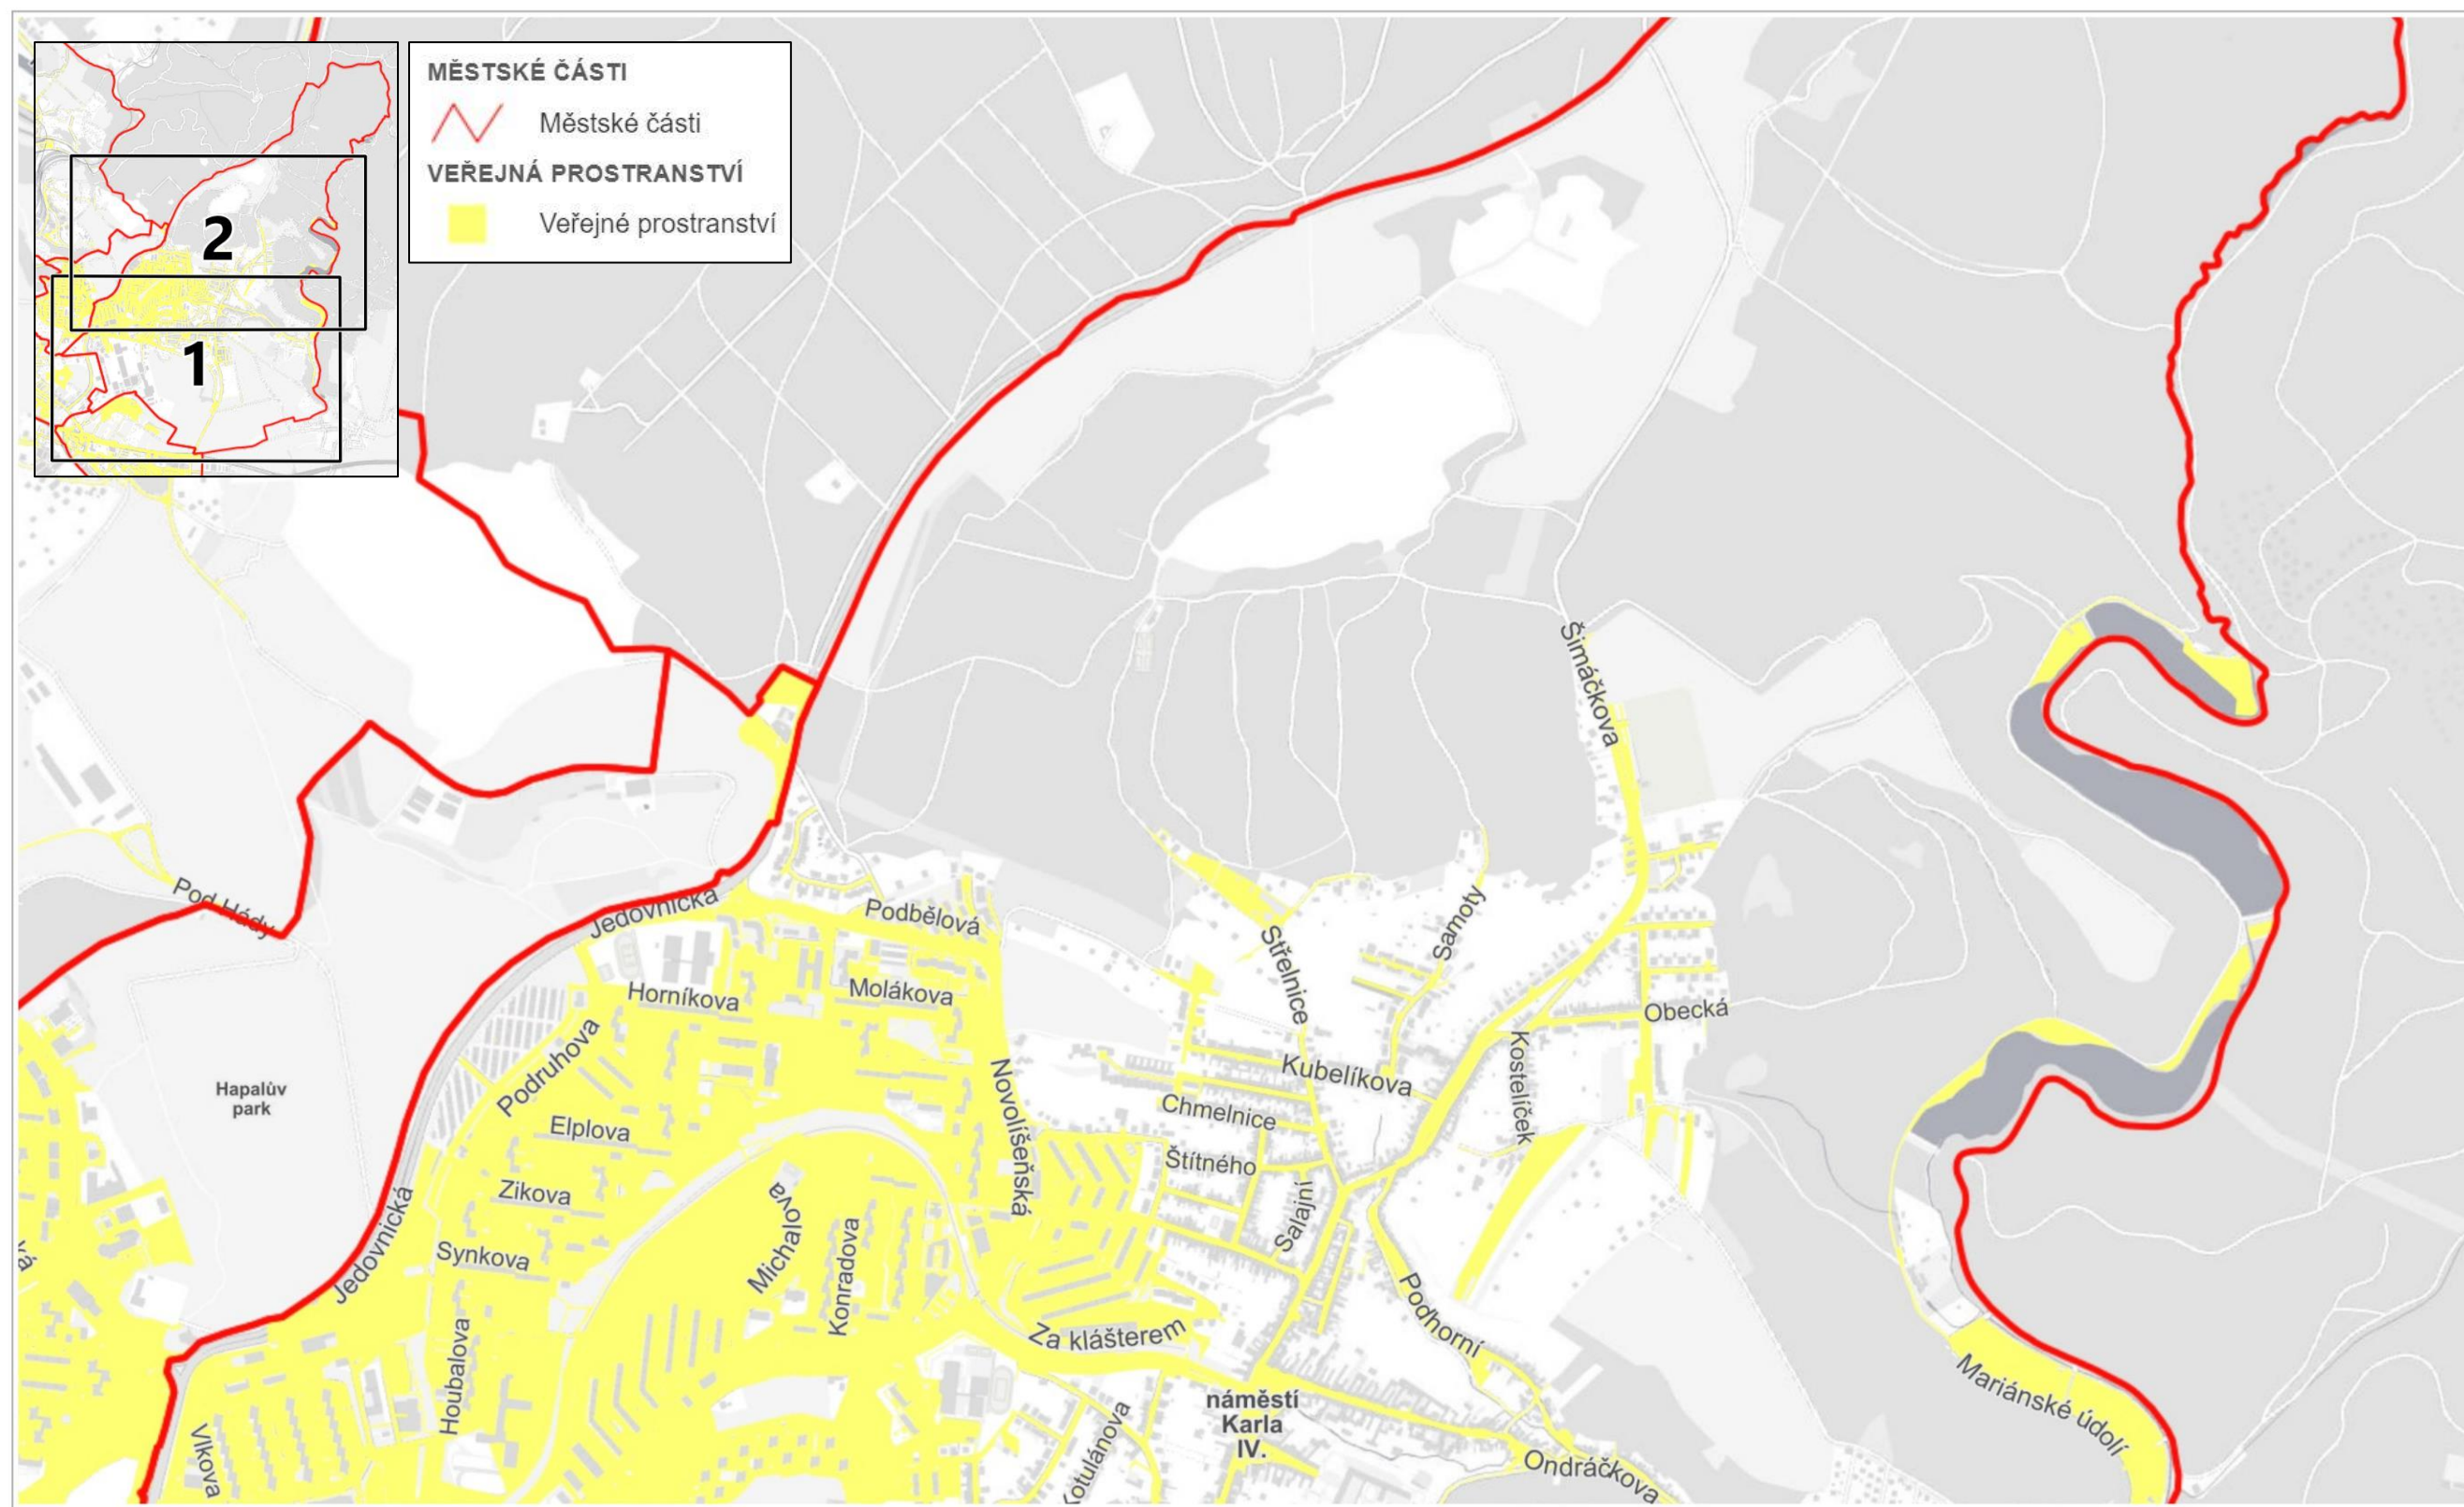 MĚSTSKÉ ČÁSTI
Městské části
VEŘEJNÁ PROSTRANSTVÍ
Veřejné prostranství
2
1
Šimáčkova
Pod Hády
Jedovnická
Podbělová
Střelnice
Samoty
Horníkova
Molákova
Obecká
Podruhova
Kubelíkova
Kostelíček
Hapalův
park
Novolíšeňská
Chmelnice
Elplova
Štítného
Zikova
Michalova
Salajní
Jedovnická
Konradova
Synkova
Podhorní
Houbalova
Za klášterem
Mariánské údolí
náměstí
Karla
IV.
Vlkova
Kotulánova
Ondráčkova